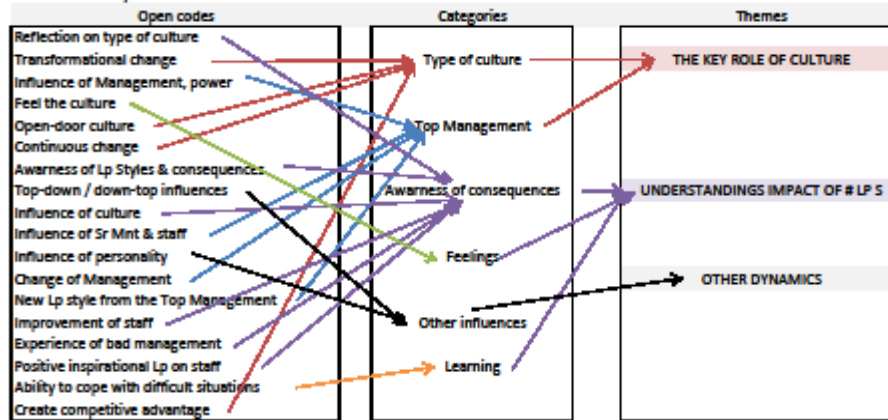 Open codes
Categories
Themes
Reflection on type of culture
Transformational change
Type of culture
THE KEY ROLE OF CULTURE
Influence of Management, power
Feel the culture
Open-door culture
Top Management
Continuous change
Awarness of Lp Styles & consequences
Top-down / down-top influences
Awarness of consequences
UNDERSTANDINGS IMPACT OF # LP S
Influence of culture
Influence of Sr Mnt & staff
Influence of personality
Feelings
Change of Management
OTHER DYNAMICS
New Lp style from the Top Management
Improvement of staff
Other influences
Experience of bad management
Positive inspirational Lp on staff
Learning
Ability to cope with difficult situations
Create competitive advantage